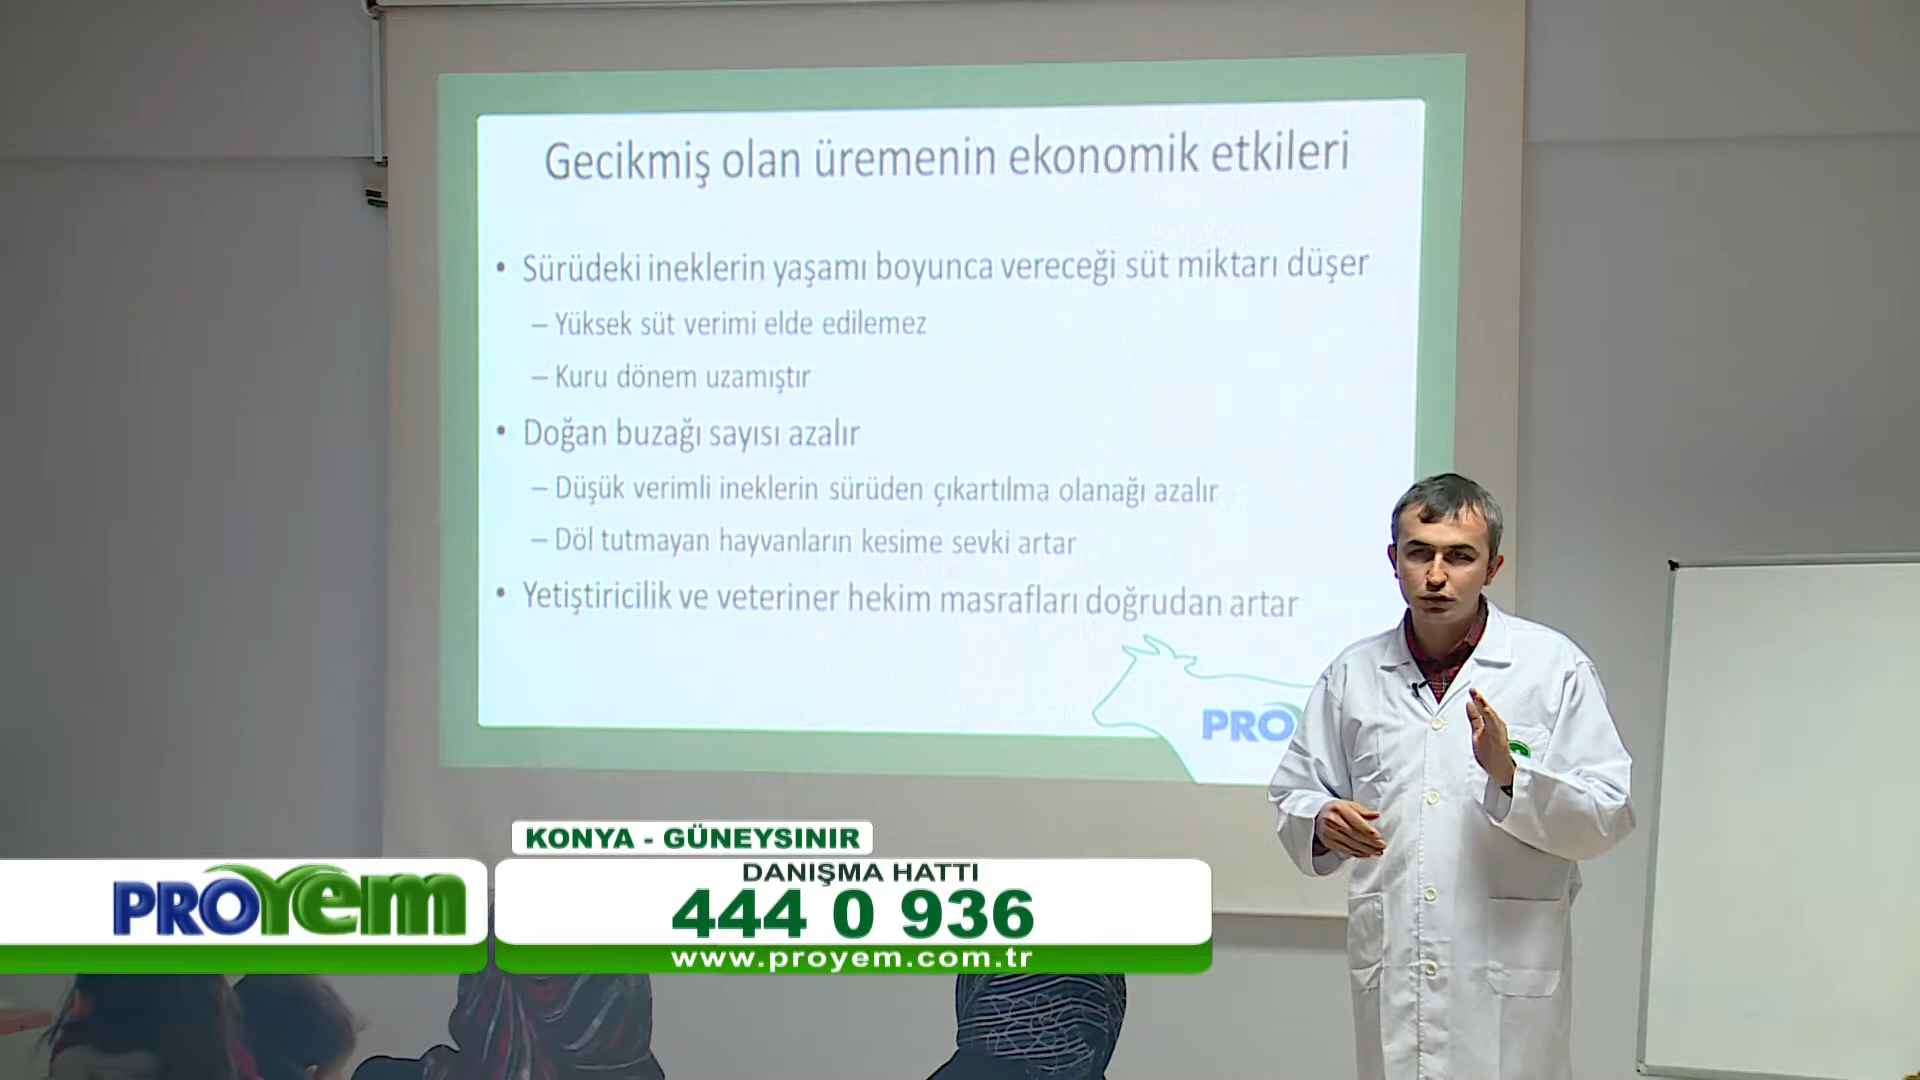 Gecikmiş olan üremenin ekonomik etkileri
• Sürüdeki ineklerin yaşamı boyunca vereceği süt miktarı düşer
– Yüksek süt verimi elde edilemez
– Kuru dönem uzamıştır
• Doğan buzağı sayısı azalır
– Düşük verimli ineklerin sürüden çıkartılma olanağı azalır
– Döl tutmayan hayvanların kesime sevki artar
• Yetiştiricilik ve veteriner hekim masrafları doğrudan artar
PRO
KONYA - GÜNEYSINIR
PROYem
DANIŞMA HATTI
444 0 936
www.proyem.com.tr